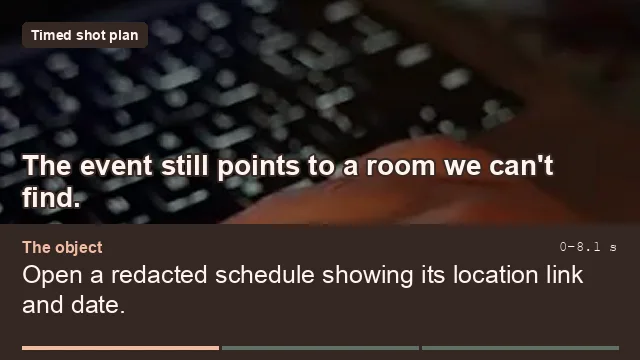 Timed shot plan
The event still points to a room we can't
find.
The object
0–8.1 s
Open a redacted schedule showing its location link
and date.